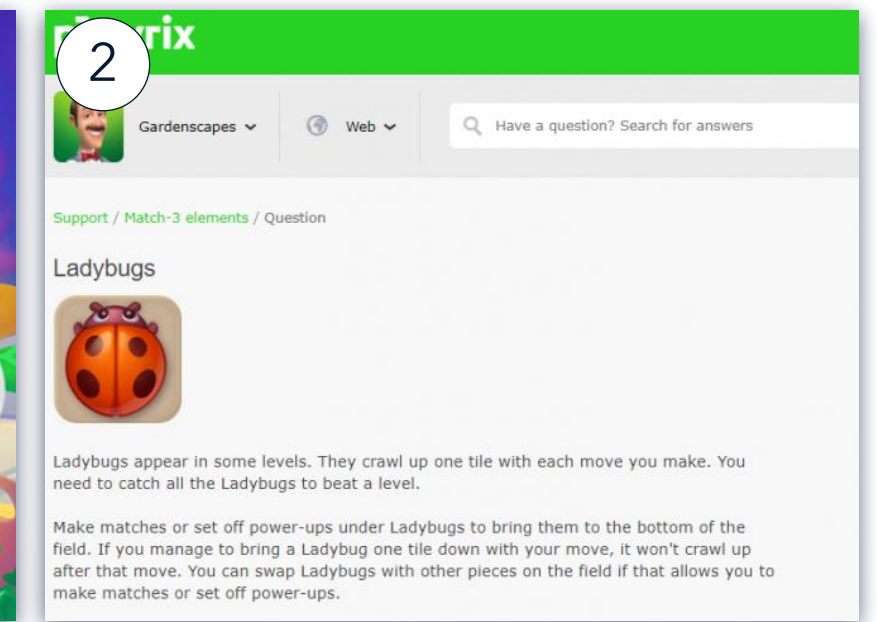 2
Gardenscapes
Web
Have a question? Search for answers
Support / Match-3 elements / Question
Ladybugs
Ladybugs appear in some levels. They crawl up one tile with each move you make. You
need to catch all the Ladybugs to beat a level.
Make matches or set off power-ups under Ladybugs to bring them to the bottom of the
field. If you manage to bring a Ladybug one tile down with your move, it won't crawl up
after that move. You can swap Ladybugs with other pieces on the field if that allows you to
make matches or set off power-ups.